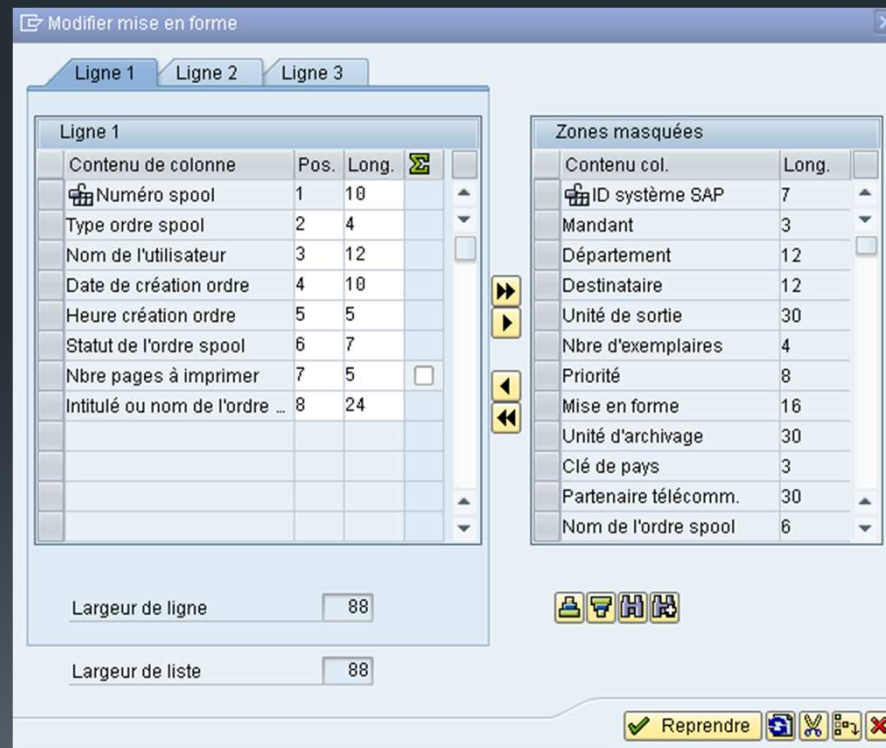 Modifier mise en forme
Ligne 1 Ligne 2 Ligne 3
Ligne 1
Contenu de colonne Pos. Long. Σ
Numéro spool 1 10
Type ordre spool 2 4
Nom de l'utilisateur 3 12
Date de création ordre 4 10
Heure création ordre 5 5
Statut de l'ordre spool 6 7
Nbre pages à imprimer 7 5
Intitulé ou nom de l'ordre ... 8 24
Largeur de ligne 88
Largeur de liste 88
Zones masquées
Contenu col. Long.
ID système SAP 7
Mandant 3
Département 12
Destinataire 12
Unité de sortie 30
Nbre d'exemplaires 4
Priorité 8
Mise en forme 16
Unité d'archivage 30
Clé de pays 3
Partenaire télécomm. 30
Nom de l'ordre spool 6
Reprendre